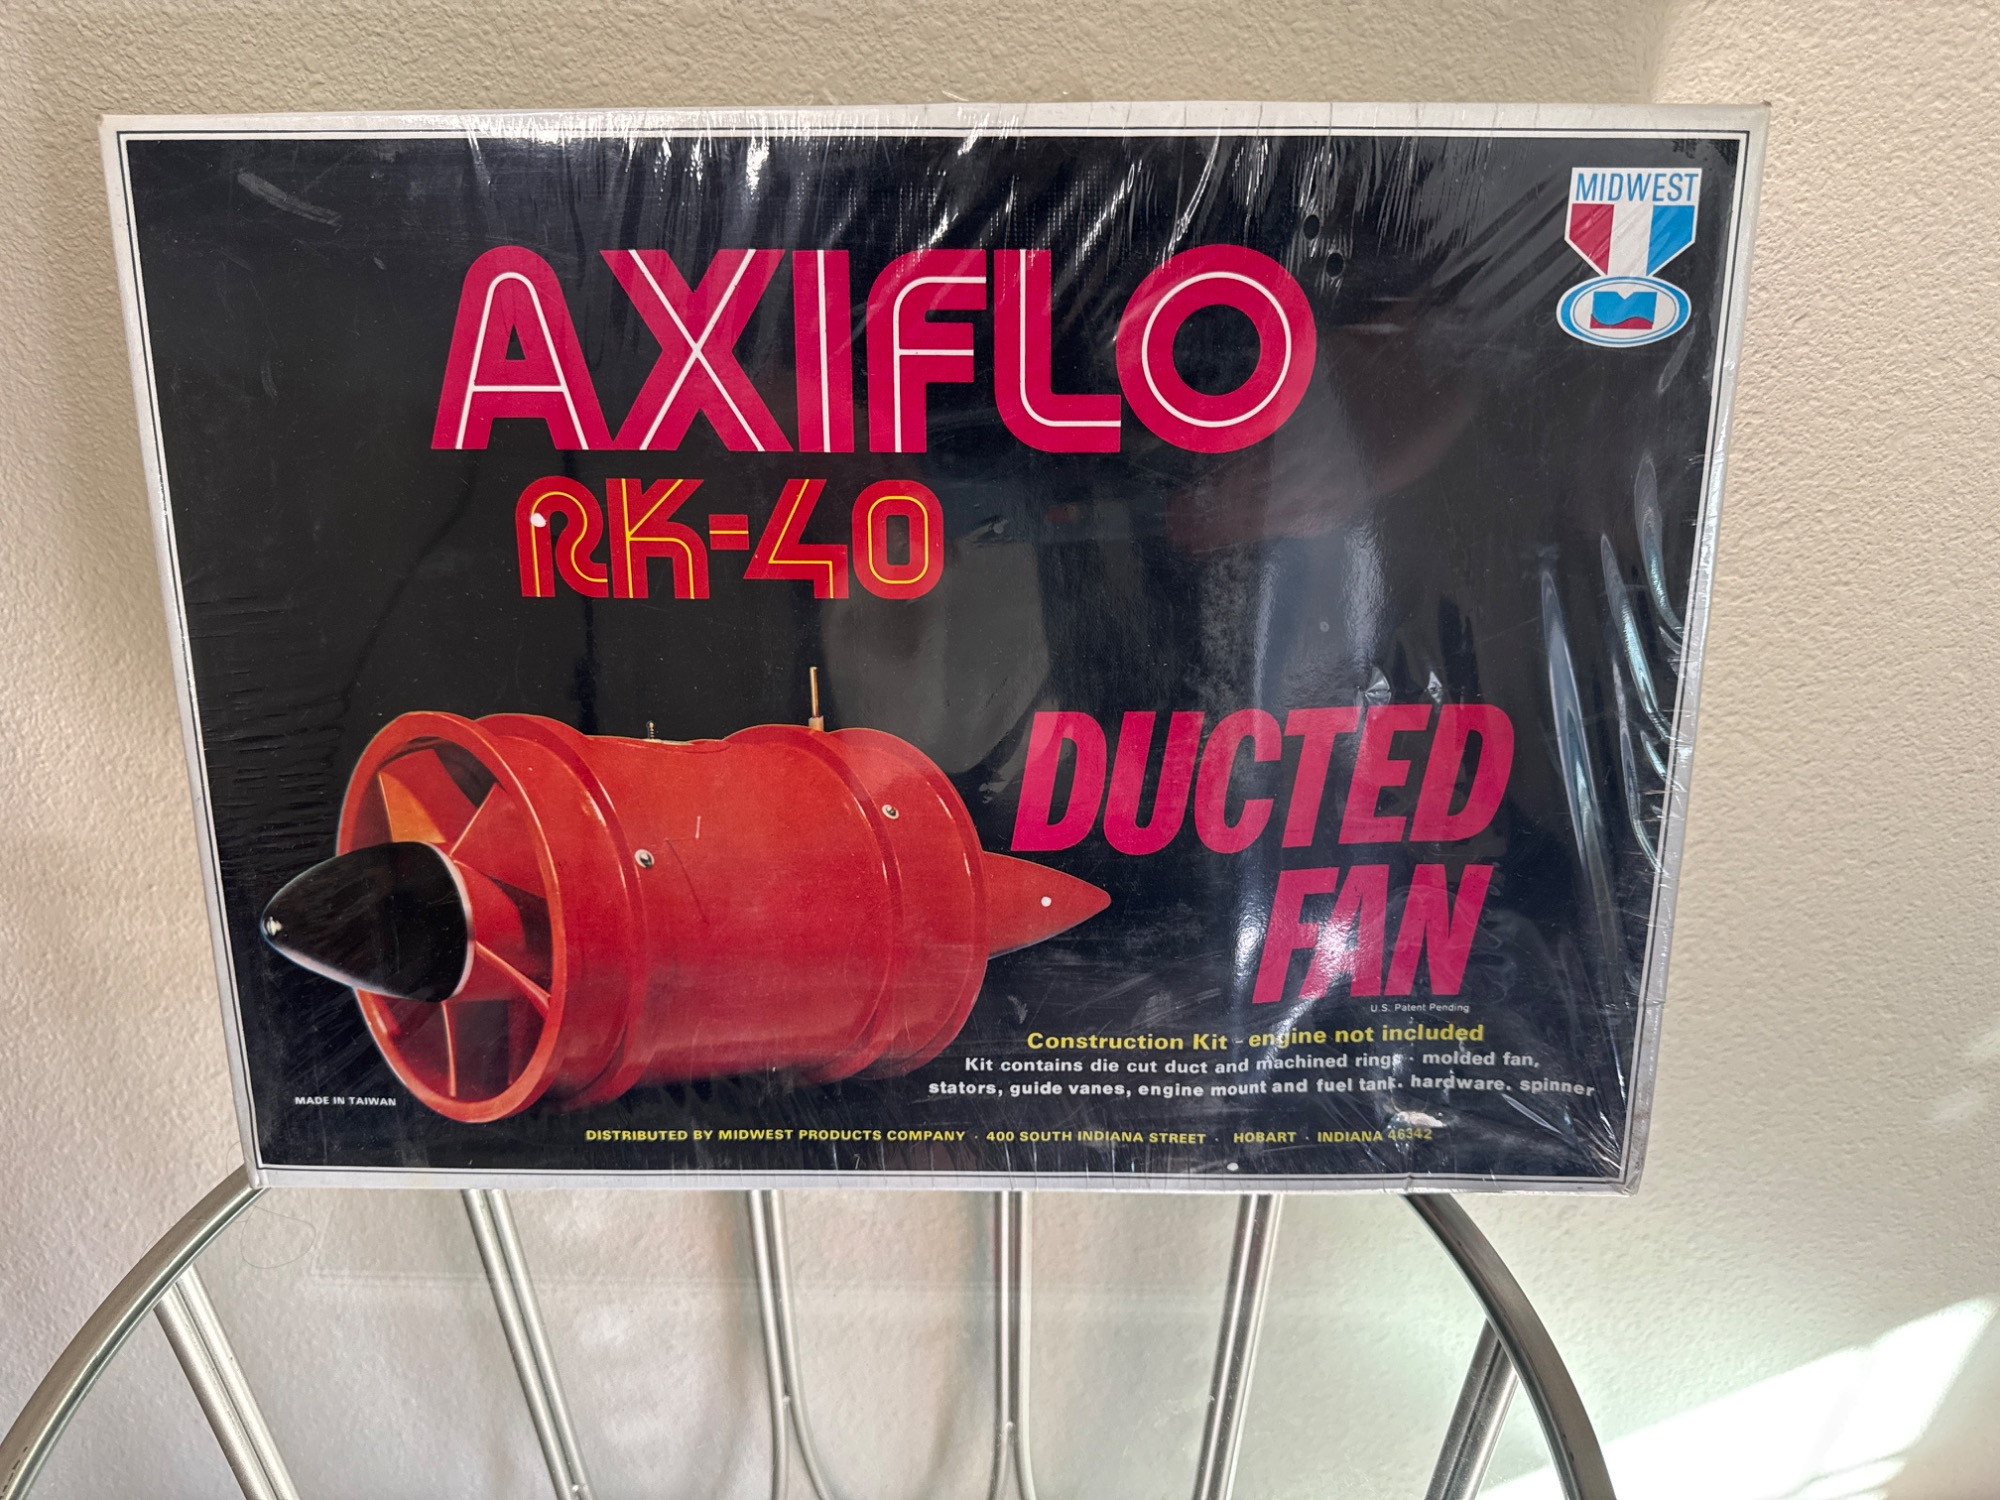 MIDWEST
AXIFLO
RK-40
DUCTED
FAN
U.S. Patent Pending
Construction Kit - engine not included
Kit contains die cut duct and machined rings · molded fan,
stators, guide vanes, engine mount and fuel tank. hardware. spinner
MADE IN TAIWAN
DISTRIBUTED BY MIDWEST PRODUCTS COMPANY · 400 SOUTH INDIANA STREET · HOBART · INDIANA 46342